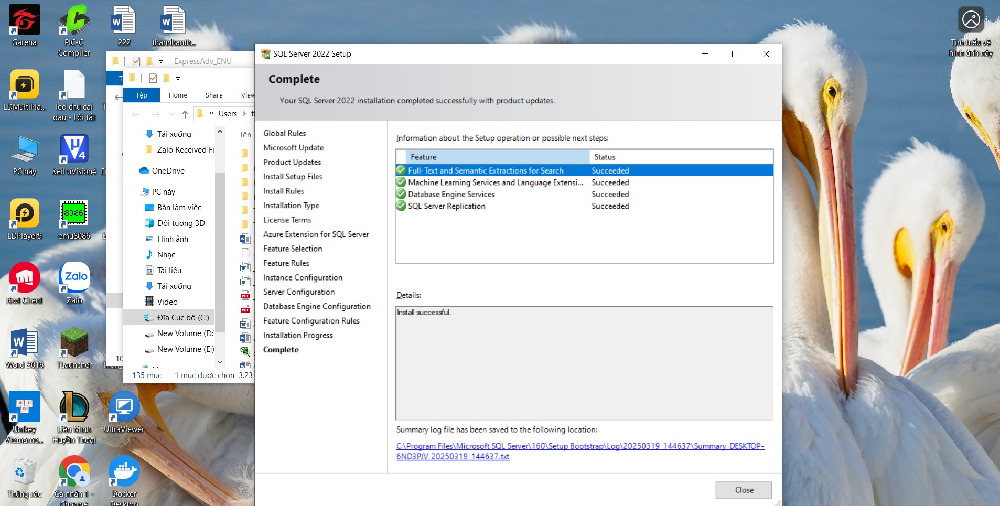 Garena
PIC-C
Compiler
222
thannhanth...
Tìm hiểu về
hình ảnh này
LDMultiPla...
led chu cai
dau - Lối tắt
PC này
Keil uVision4
LDPlayer9
8086
emu8086
Riot Client
Zalo
Zalo
Word 2016
TLauncher
Unikey
Vietname...
Liên Minh
Huyền Thoại
UltraViewer
Thùng rác
Cá nhân 1 -
Chrome
Docker
Desktop
ExpressAdv_ENU
Tệp
Home
Share
View
« Users >
Tải xuống
Zalo Received Fi
OneDrive
PC này
Bàn làm việc
Đối tượng 3D
Hình ảnh
Nhạc
Tài liệu
Tải xuống
Video
Đĩa Cục bộ (C:)
New Volume (D:)
New Volume (E:)
Tên
135 mục
1 mục được chọn 3.23
SQL Server 2022 Setup
Complete
Your SQL Server 2022 installation completed successfully with product updates.
Global Rules
Microsoft Update
Product Updates
Install Setup Files
Install Rules
Installation Type
License Terms
Azure Extension for SQL Server
Feature Selection
Feature Rules
Instance Configuration
Server Configuration
Database Engine Configuration
Feature Configuration Rules
Installation Progress
Complete
Information about the Setup operation or possible next steps:
Feature Status
Full-Text and Semantic Extractions for Search Succeeded
Machine Learning Services and Language Extensi... Succeeded
Database Engine Services Succeeded
SQL Server Replication Succeeded
Details:
Install successful.
Summary log file has been saved to the following location:
C:\Program Files\Microsoft SQL Server\160\Setup Bootstrap\Log\20250319_144637\Summary_DESKTOP-
6ND3PJV_20250319_144637.txt
Close